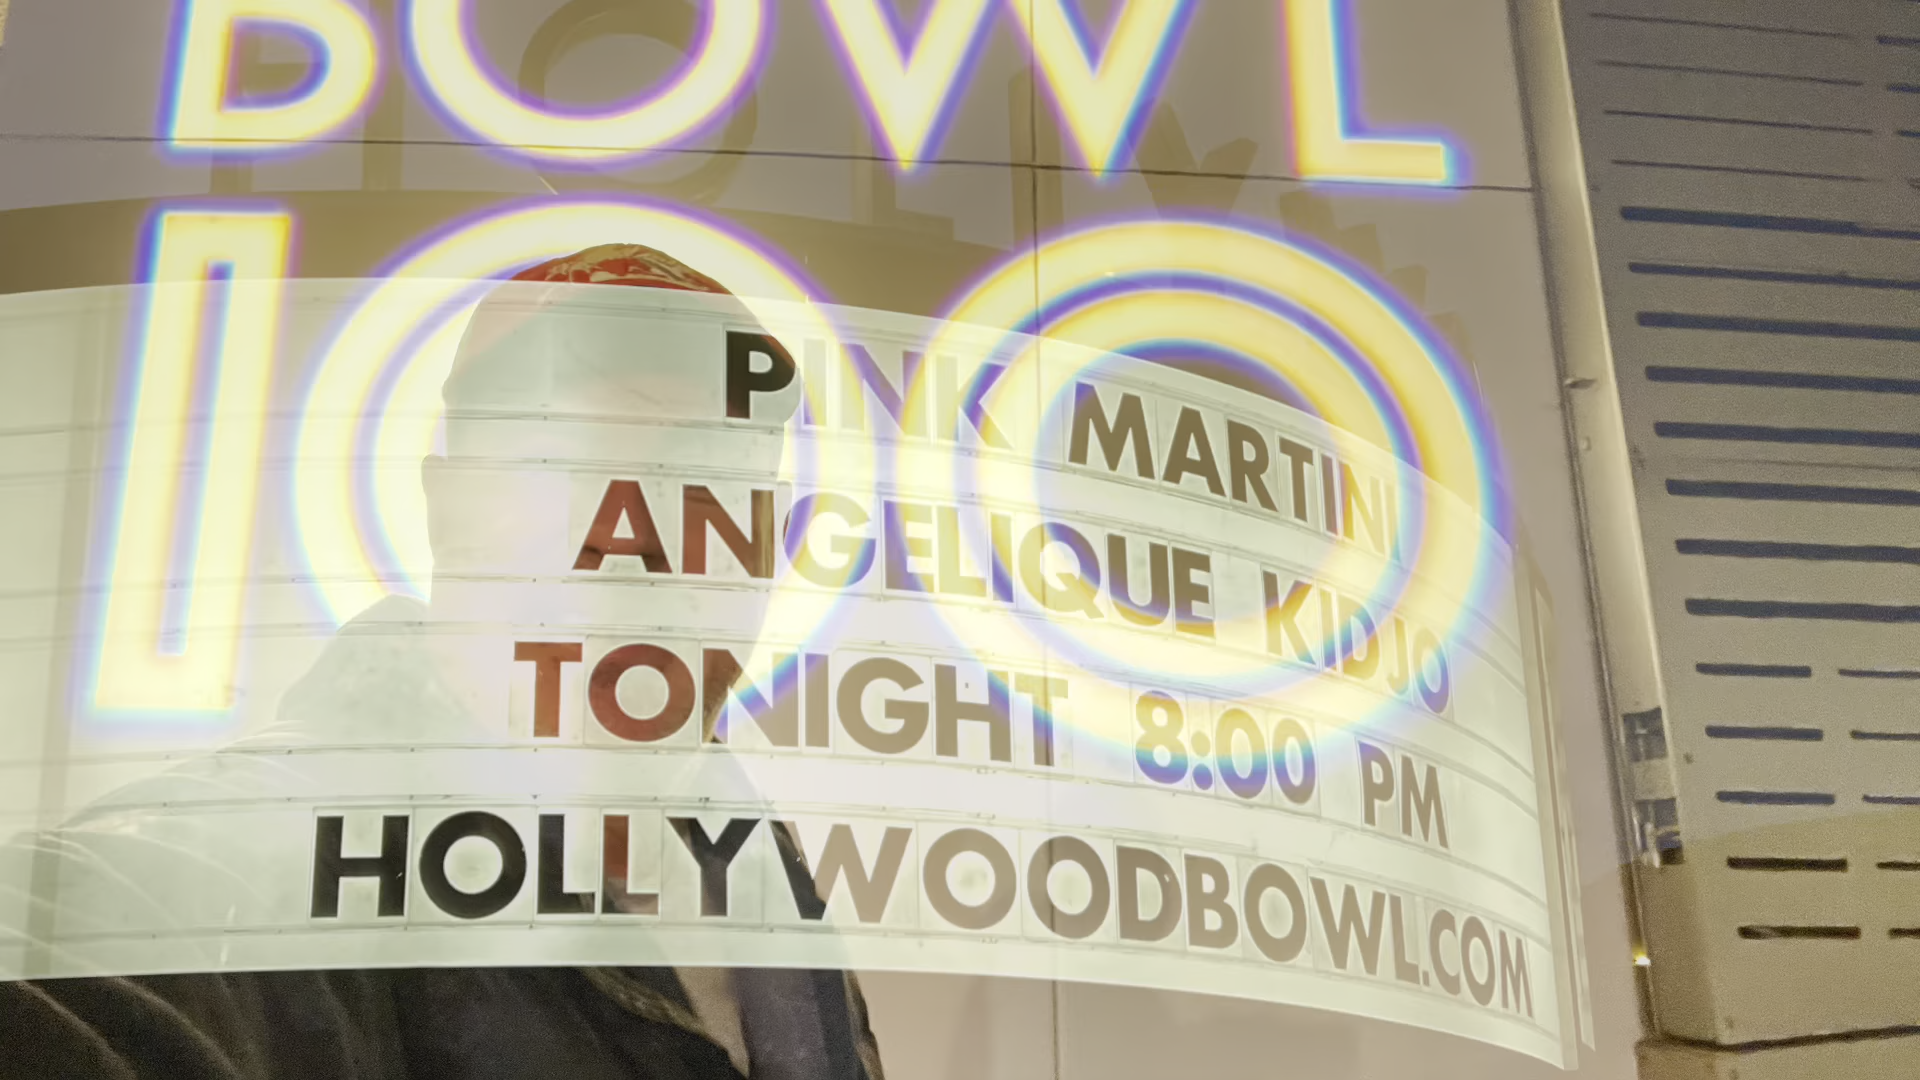 BOWL
100
PINK MARTINI
ANGELIQUE KIDJO
TONIGHT 8:00 PM
HOLLYWOODBOWL.COM